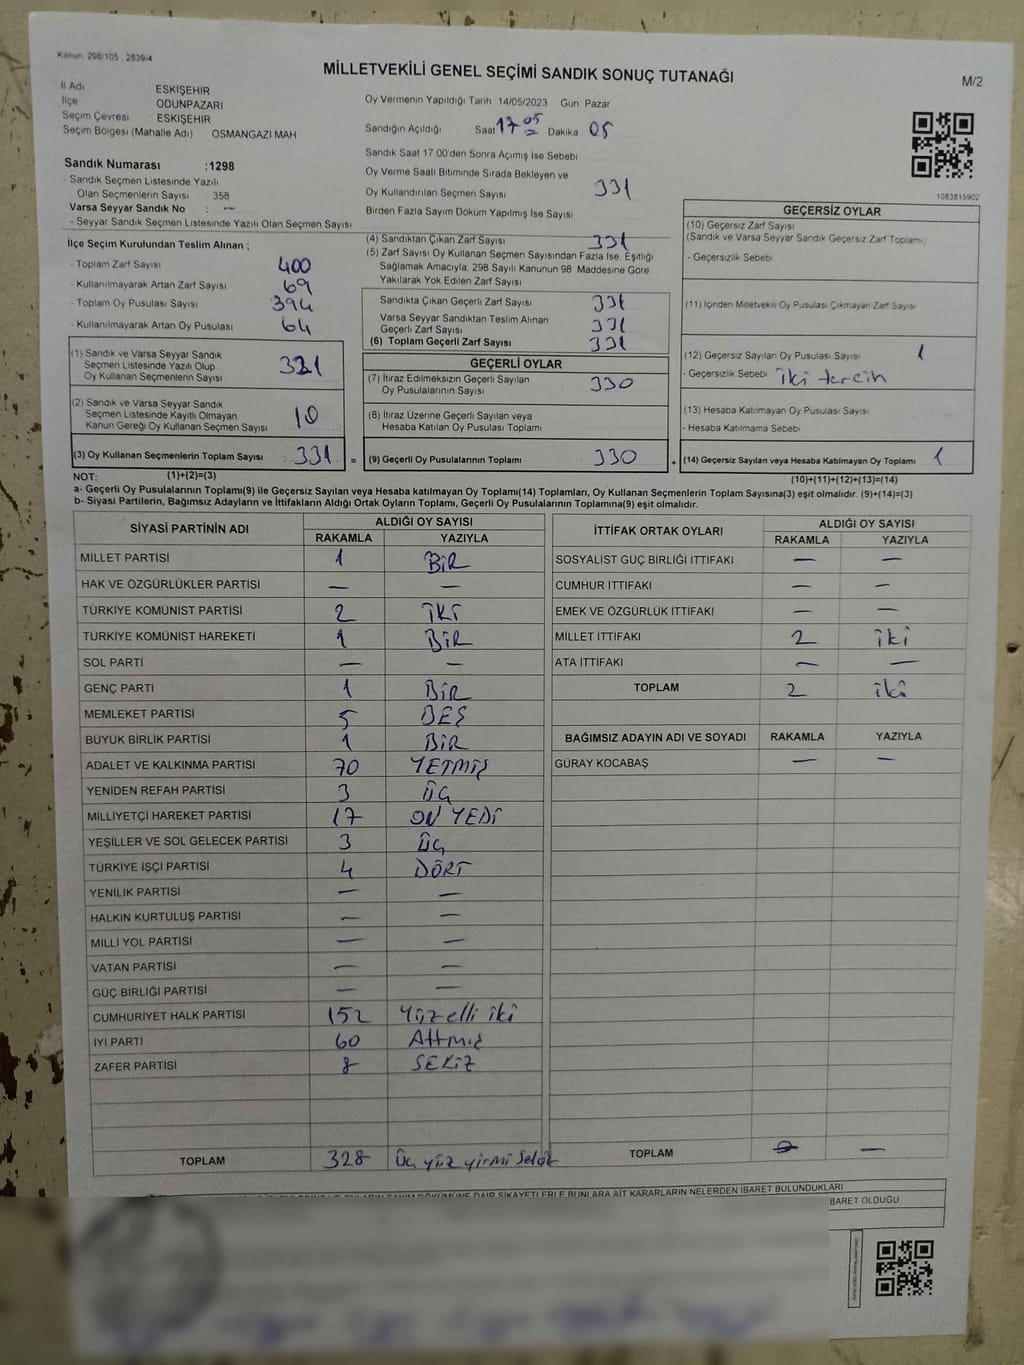 Kanun: 298/105 , 2839/4
MİLLETVEKİLİ GENEL SEÇİMİ SANDIK SONUÇ TUTANAĞI
M/2
İl Adı ESKİŞEHİR
İlçe ODUNPAZARI
Seçim Çevresi ESKİŞEHİR
Seçim Bölgesi (Mahalle Adı) OSMANGAZİ MAH
Sandık Numarası :1298
- Sandık Seçmen Listesinde Yazılı
Olan Seçmenlerin Sayısı 358
Varsa Seyyar Sandık No : --
- Seyyar Sandık Seçmen Listesinde Yazılı Olan Seçmen Sayısı
Oy Vermenin Yapıldığı Tarih 14/05/2023 Gün: Pazar
Sandığın Açıldığı Saat 17 05 Dakika 05
Sandık Saat 17:00'den Sonra Açılmış İse Sebebi
Oy Verme Saati Bitiminde Sırada Bekleyen ve
Oy Kullandırılan Seçmen Sayısı 331
Birden Fazla Sayım Döküm Yapılmış İse Sayısı
1083815902
İlçe Seçim Kurulundan Teslim Alınan ;
- Toplam Zarf Sayısı 400
- Kullanılmayarak Artan Zarf Sayısı 69
- Toplam Oy Pusulası Sayısı 394
- Kullanılmayarak Artan Oy Pusulası 64
(1) Sandık ve Varsa Seyyar Sandık
Seçmen Listesinde Yazılı Olup
Oy Kullanan Seçmenlerin Sayısı 321
(2) Sandık ve Varsa Seyyar Sandık
Seçmen Listesinde Kayıtlı Olmayan
Kanun Gereği Oy Kullanan Seçmen Sayısı 10
(3) Oy Kullanan Seçmenlerin Toplam Sayısı 331 =
(4) Sandıktan Çıkan Zarf Sayısı 331
(5) Zarf Sayısı Oy Kullanan Seçmen Sayısından Fazla İse, Eşitliği
Sağlamak Amacıyla, 298 Sayılı Kanunun 98. Maddesine Göre
Yakılarak Yok Edilen Zarf Sayısı
Sandıkta Çıkan Geçerli Zarf Sayısı 331
Varsa Seyyar Sandıktan Teslim Alınan
Geçerli Zarf Sayısı 331
(6) Toplam Geçerli Zarf Sayısı 331
GEÇERLİ OYLAR
(7) İtiraz Edilmeksizin Geçerli Sayılan
Oy Pusulalarının Sayısı 330
(8) İtiraz Üzerine Geçerli Sayılan veya
Hesaba Katılan Oy Pusulası Toplamı
(9) Geçerli Oy Pusulalarının Toplamı 330 +
GEÇERSİZ OYLAR
(10) Geçersiz Zarf Sayısı
(Sandık ve Varsa Seyyar Sandık Geçersiz Zarf Toplamı)
- Geçersizlik Sebebi
(11) İçinden Milletvekili Oy Pusulası Çıkmayan Zarf Sayısı
(12) Geçersiz Sayılan Oy Pusulası Sayısı 1
- Geçersizlik Sebebi iki tercih
(13) Hesaba Katılmayan Oy Pusulası Sayısı
- Hesaba Katılmama Sebebi
(14) Geçersiz Sayılan veya Hesaba Katılmayan Oy Toplamı 1
NOT: (1)+(2)=(3)
(10)+(11)+(12)+(13)=(14)
a- Geçerli Oy Pusulalarının Toplamı(9) ile Geçersiz Sayılan veya Hesaba katılmayan Oy Toplamı(14) Toplamları, Oy Kullanan Seçmenlerin Toplam Sayısına(3) eşit olmalıdır. (9)+(14)=(3)
b- Siyasi Partilerin, Bağımsız Adayların ve İttifakların Aldığı Ortak Oyların Toplamı, Geçerli Oy Pusulalarının Toplamına(9) eşit olmalıdır.
SİYASİ PARTİNİN ADI ALDIĞI OY SAYISI
RAKAMLA YAZIYLA
MİLLET PARTİSİ 1 BİR
HAK VE ÖZGÜRLÜKLER PARTİSİ — —
TÜRKİYE KOMÜNİST PARTİSİ 2 İKİ
TÜRKİYE KOMÜNİST HAREKETİ 1 BİR
SOL PARTİ — —
GENÇ PARTİ 1 BİR
MEMLEKET PARTİSİ 5 BEŞ
BÜYÜK BİRLİK PARTİSİ 1 BİR
ADALET VE KALKINMA PARTİSİ 70 YETMİŞ
YENİDEN REFAH PARTİSİ 3 ÜÇ
MİLLİYETÇİ HAREKET PARTİSİ 17 ON YEDİ
YEŞİLLER VE SOL GELECEK PARTİSİ 3 ÜÇ
TÜRKİYE İŞÇİ PARTİSİ 4 DÖRT
YENİLİK PARTİSİ — —
HALKIN KURTULUŞ PARTİSİ — —
MİLLİ YOL PARTİSİ — —
VATAN PARTİSİ — —
GÜÇ BİRLİĞİ PARTİSİ — —
CUMHURİYET HALK PARTİSİ 152 Yüz elli iki
İYİ PARTİ 60 Altmış
ZAFER PARTİSİ 8 SEKİZ
TOPLAM 328 Üç yüz yirmi Sekiz
İTTİFAK ORTAK OYLARI ALDIĞI OY SAYISI
RAKAMLA YAZIYLA
SOSYALİST GÜÇ BİRLİĞİ İTTİFAKI — —
CUMHUR İTTİFAKI — —
EMEK VE ÖZGÜRLÜK İTTİFAKI — —
MİLLET İTTİFAKI 2 iki
ATA İTTİFAKI — —
TOPLAM 2 iki
BAĞIMSIZ ADAYIN ADI VE SOYADI RAKAMLA YAZIYLA
GÜRAY KOCABAŞ — —
TOPLAM —
DÖKÜMÜNE DAİR ŞİKAYETLERLE BUNLARA AİT KARARLARIN NELERDEN İBARET BULUNDUKLARI
BARET OLDUĞU